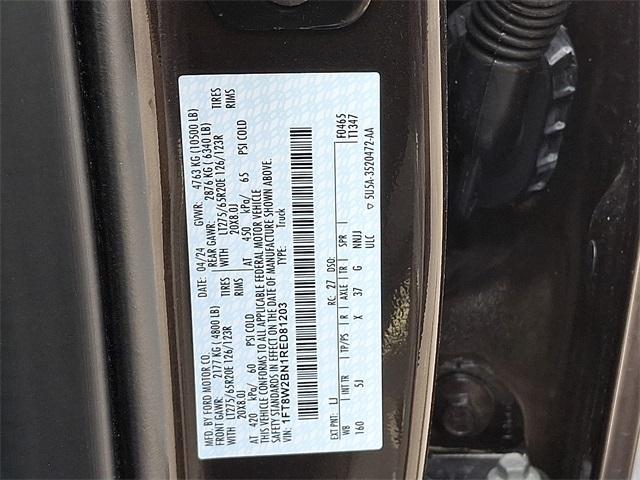 MFD. BY FORD MOTOR CO.
DATE: 04/24 GVWR: 4763 KG (10500 LB)
FRONT GAWR: 2177 KG (4800 LB) REAR GAWR: 2876 KG (6340 LB)
WITH LT275/65R20E 126/123R TIRES WITH LT275/65R20E 126/123R TIRES
20X8.0J RIMS 20X8.0J RIMS
AT 420 kPa/ 60 PSI COLD AT 450 kPa/ 65 PSI COLD
THIS VEHICLE CONFORMS TO ALL APPLICABLE FEDERAL MOTOR VEHICLE
SAFETY STANDARDS IN EFFECT ON THE DATE OF MANUFACTURE SHOWN ABOVE.
VIN: 1FT8W2BN1RED81203 TYPE: Truck
F0465
T1347
EXT PNT: LJ RC: 27 DSO:
WB INT TR TP/PS R AXLE TR SPR
160 5J X 37 G NNUJ
ULC ▽ 5U5A-3520472-AA